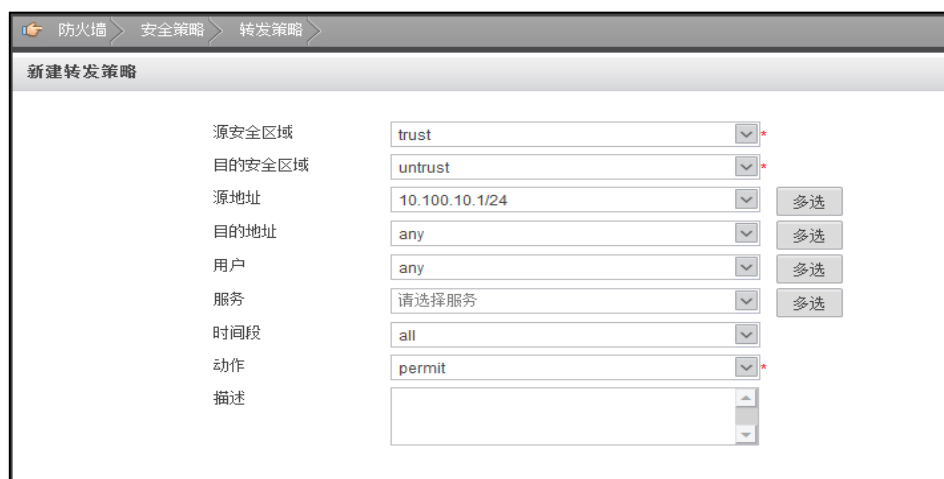 防火墙 安全策略 转发策略
新建转发策略
源安全区域 trust *
目的安全区域 untrust *
源地址 10.100.10.1/24 多选
目的地址 any 多选
用户 any 多选
服务 请选择服务 多选
时间段 all
动作 permit *
描述